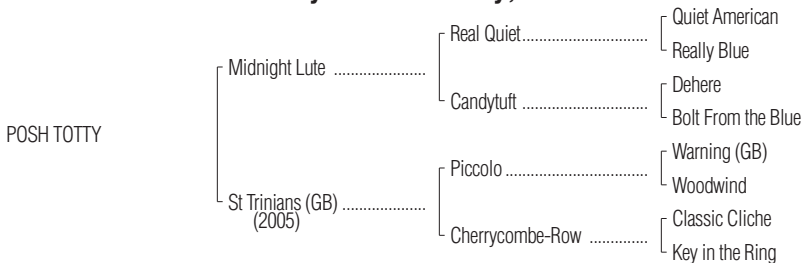 Quiet American
Real Quiet............................
Really Blue
Midnight Lute ......................
Dehere
Candytuft ............................
Bolt From the Blue
POSH TOTTY
Warning (GB)
Piccolo ................................
Woodwind
St Trinians (GB) ....................
(2005)
Classic Cliche
Cherrycombe-Row ..............
Key in the Ring